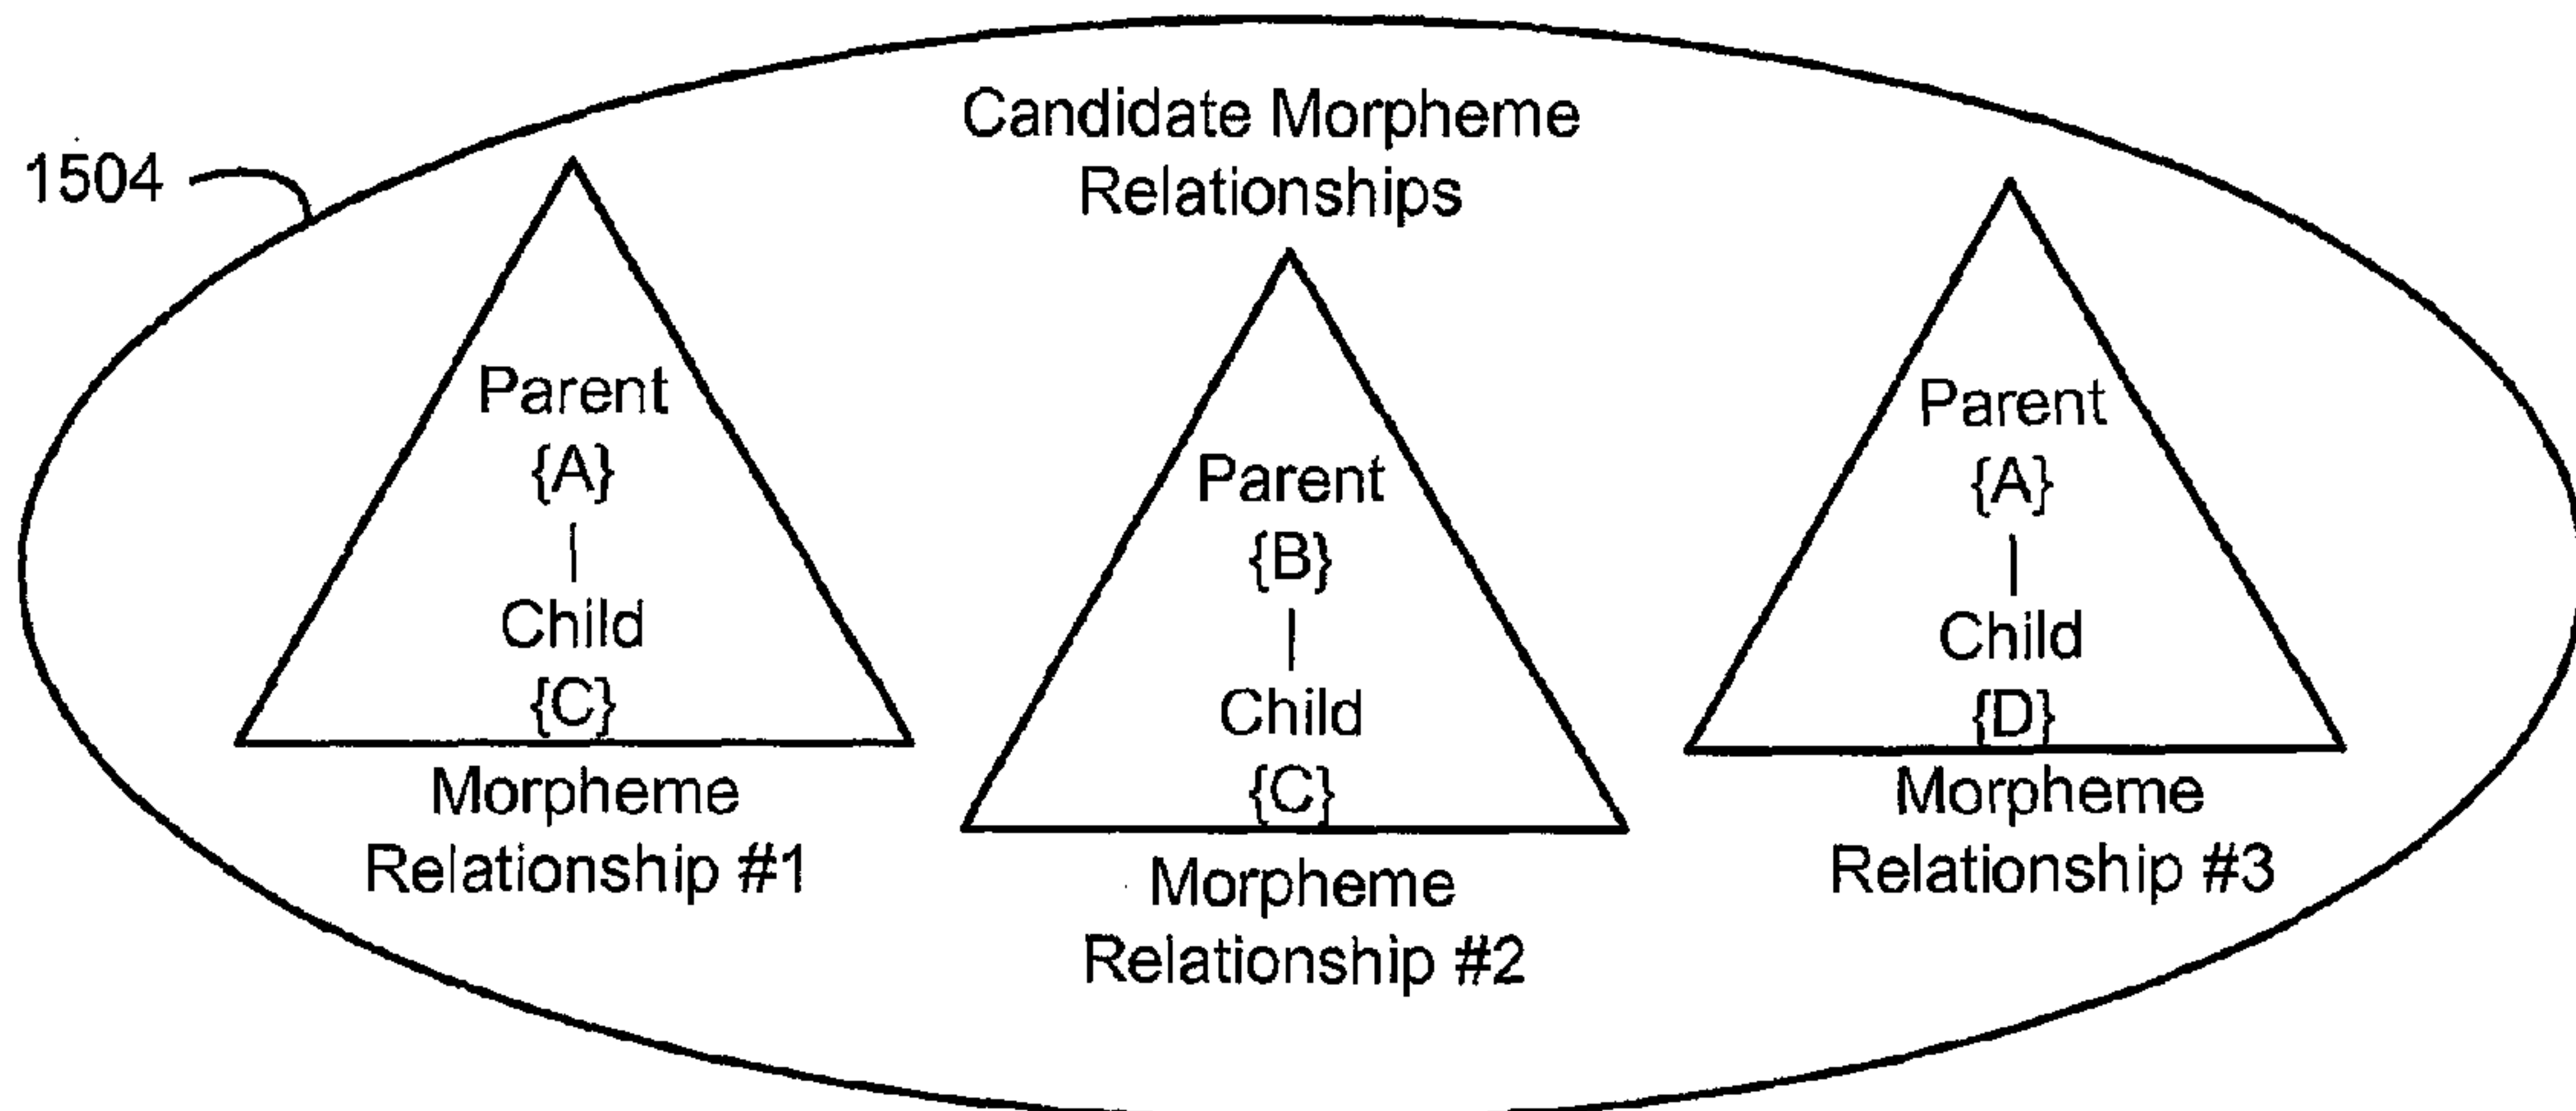 1504
Candidate Morpheme
Relationships
Parent
{A}
|
Child
{C}
Morpheme
Relationship #1
Parent
{B}
|
Child
{C}
Morpheme
Relationship #2
Parent
{A}
|
Child
{D}
Morpheme
Relationship #3